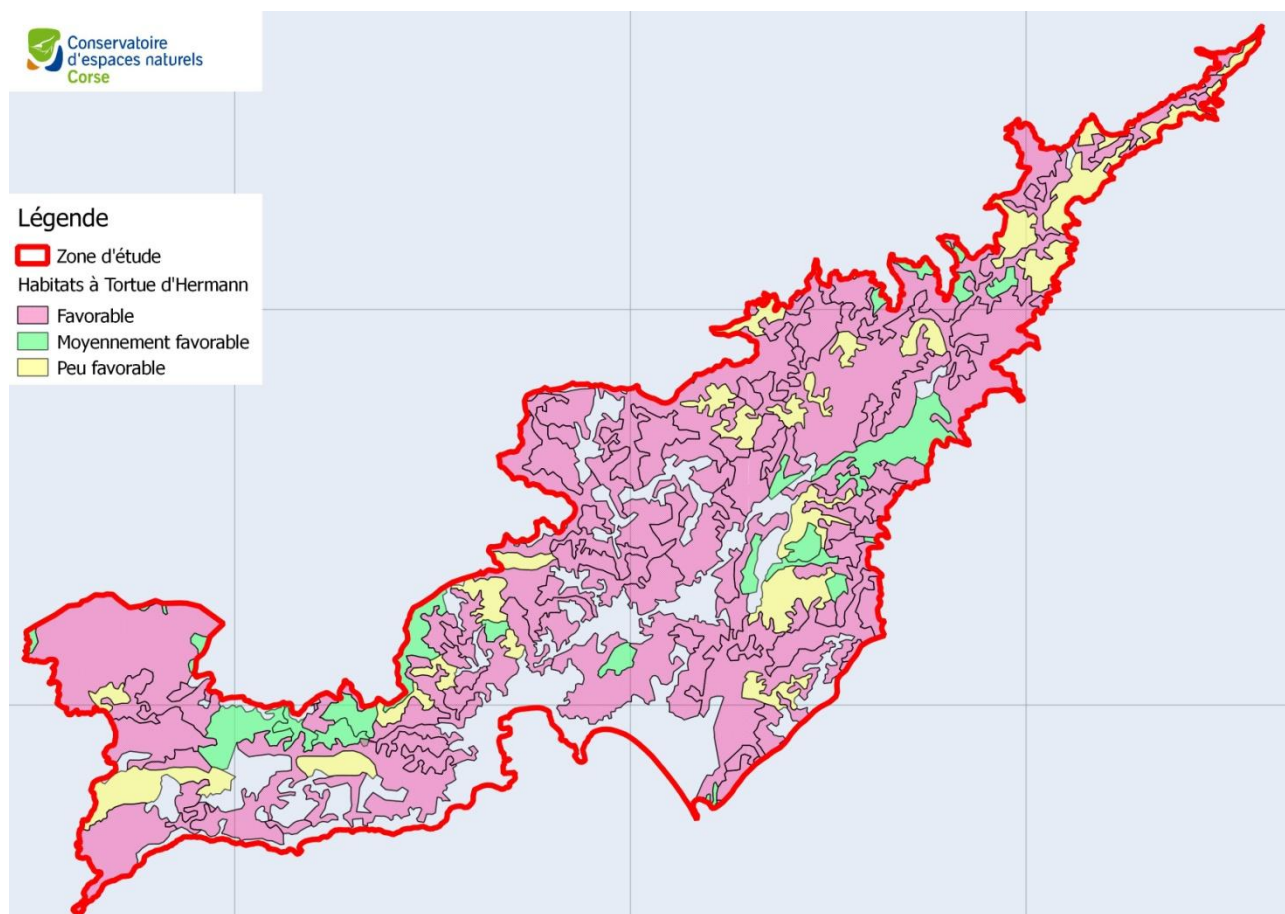 Conservatoire
d'espaces naturels
Corse
Légende
Zone d'étude
Habitats à Tortue d'Hermann
Favorable
Moyennement favorable
Peu favorable